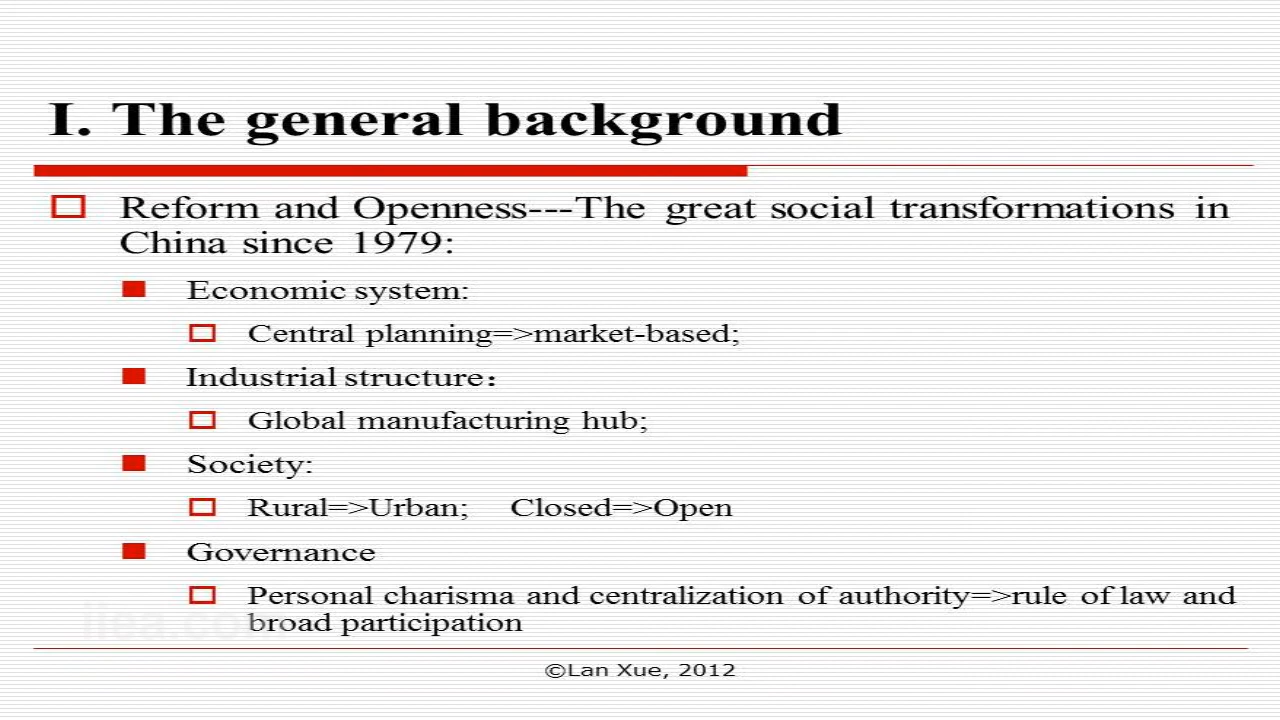 I. The general background
Reform and Openness---The great social transformations in
China since 1979:
Economic system:
Central planning=>market-based;
Industrial structure：
Global manufacturing hub;
Society:
Rural=>Urban; Closed=>Open
Governance
Personal charisma and centralization of authority=>rule of law and
broad participation
iiea.com
©Lan Xue, 2012